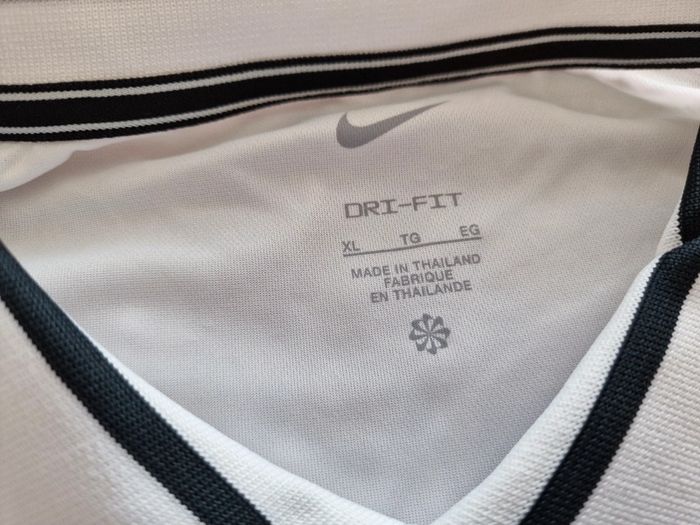 DRI-FIT
XL TG EG
MADE IN THAILAND
FABRIQUE
EN THAILANDE